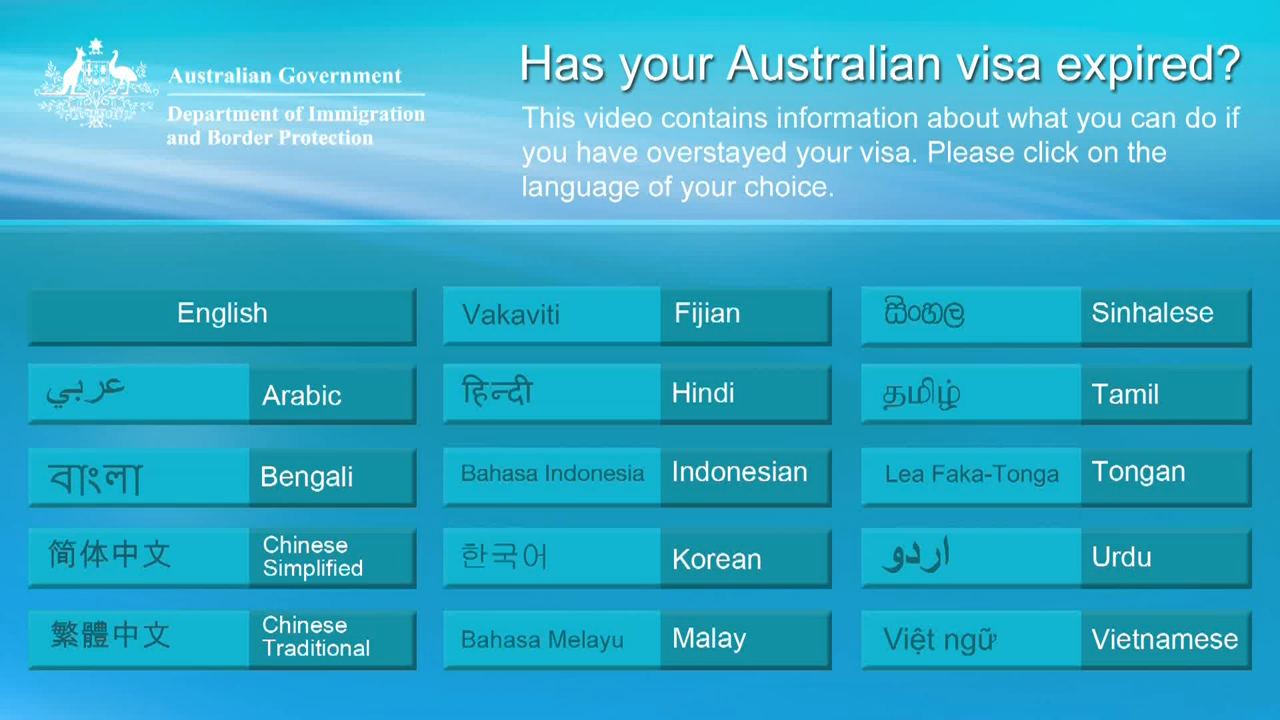 Australian Government
Department of Immigration
and Border Protection
Has your Australian visa expired?
This video contains information about what you can do if
you have overstayed your visa. Please click on the
language of your choice.
English
Vakaviti Fijian
සිංහල Sinhalese
عربي Arabic
हिन्दी Hindi
தமிழ் Tamil
বাংলা Bengali
Bahasa Indonesia Indonesian
Lea Faka-Tonga Tongan
简体中文 Chinese Simplified
한국어 Korean
اردو Urdu
繁體中文 Chinese Traditional
Bahasa Melayu Malay
Việt ngữ Vietnamese